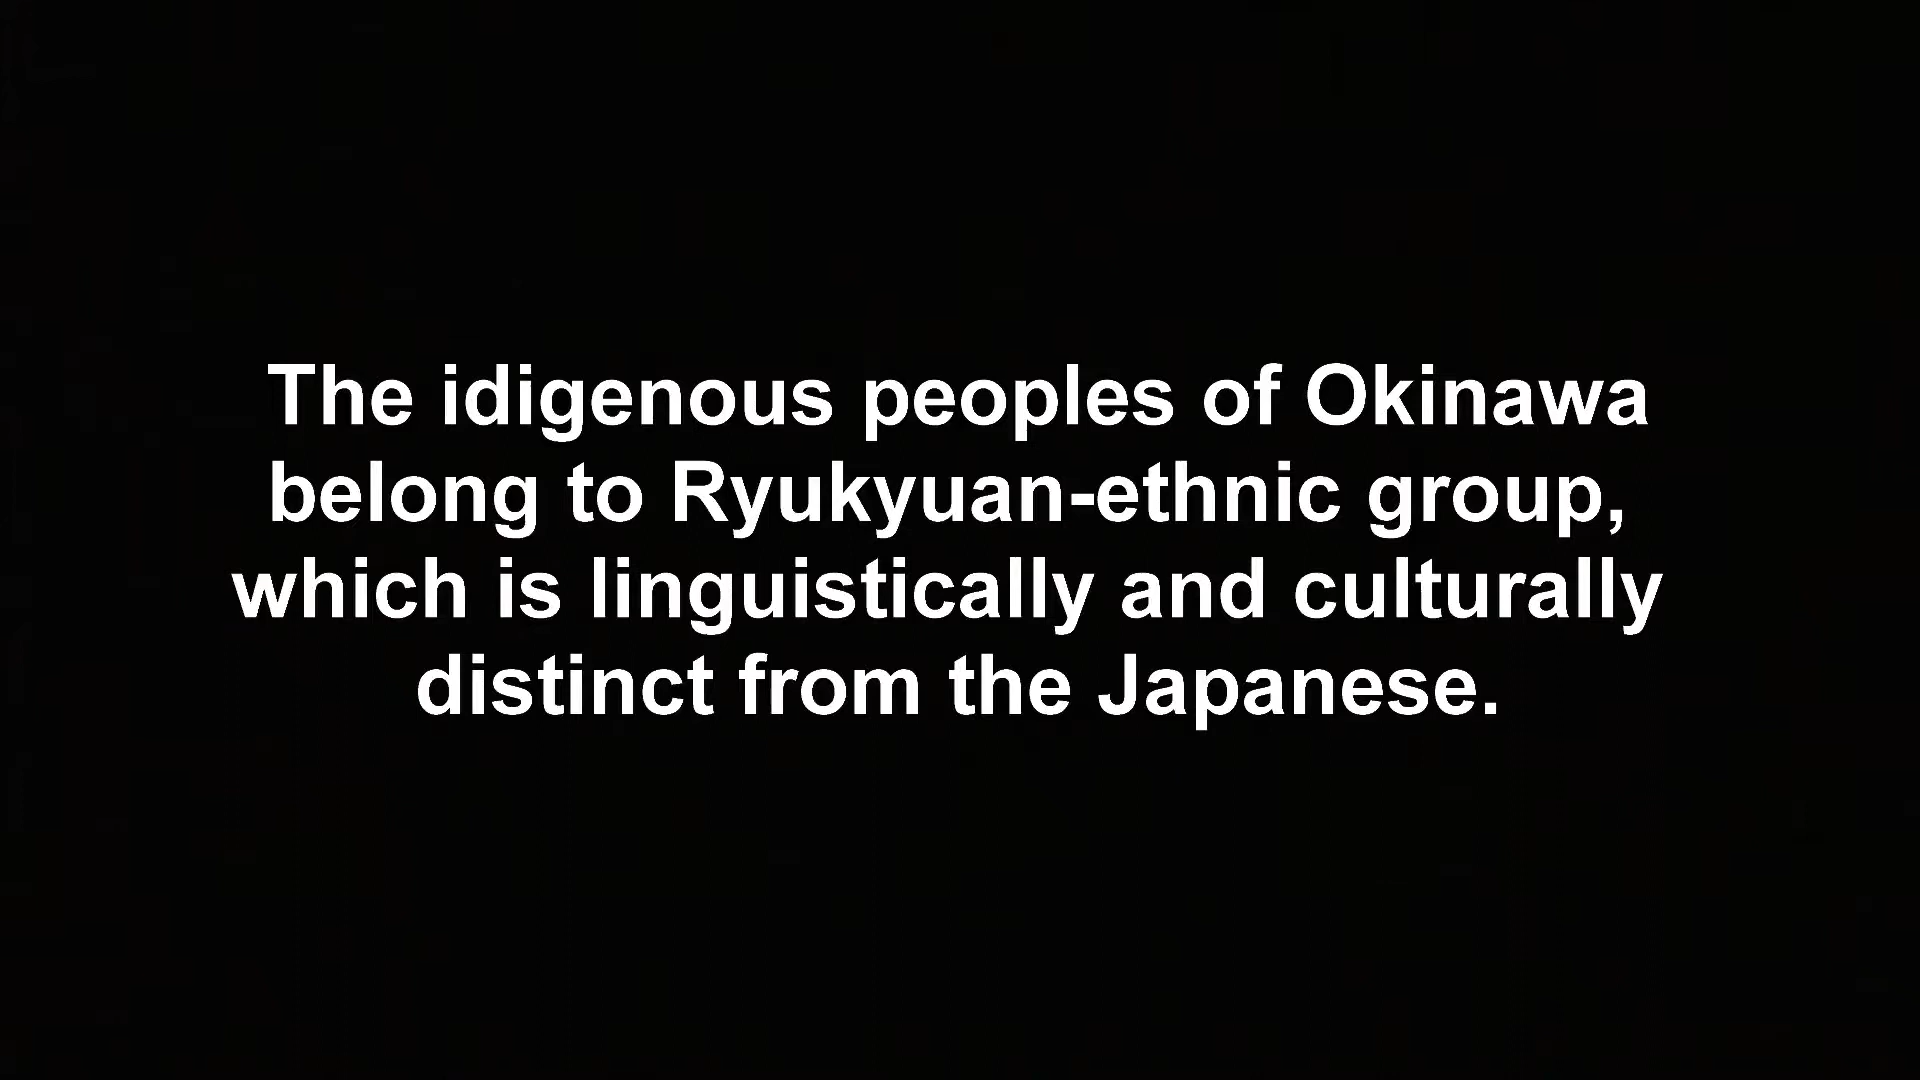 The idigenous peoples of Okinawa
belong to Ryukyuan-ethnic group,
which is linguistically and culturally
distinct from the Japanese.